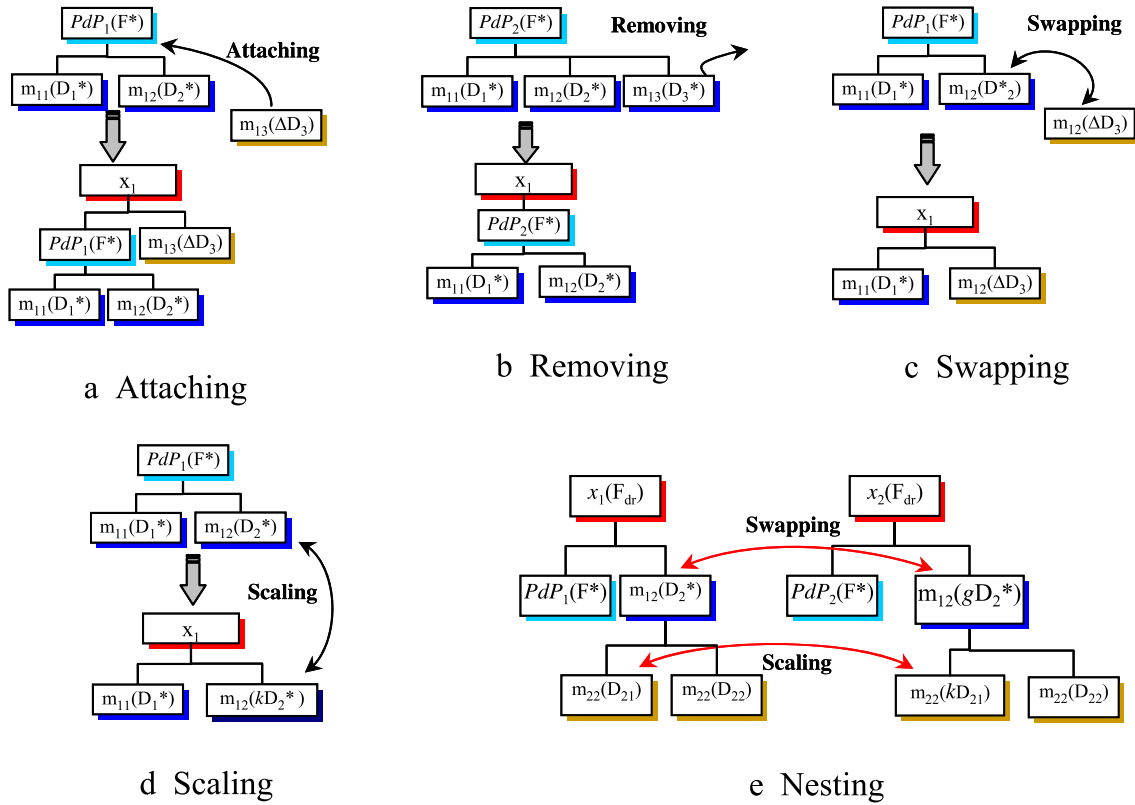 PdP₁(F*)
Attaching
m₁₁(D₁*)
m₁₂(D₂*)
m₁₃(ΔD₃)
x₁
PdP₁(F*)
m₁₃(ΔD₃)
m₁₁(D₁*)
m₁₂(D₂*)
a Attaching
PdP₂(F*)
Removing
m₁₁(D₁*)
m₁₂(D₂*)
m₁₃(D₃*)
x₁
PdP₂(F*)
m₁₁(D₁*)
m₁₂(D₂*)
b Removing
PdP₁(F*)
Swapping
m₁₁(D₁*)
m₁₂(D*₂)
m₁₂(ΔD₃)
x₁
m₁₁(D₁*)
m₁₂(ΔD₃)
c Swapping
PdP₁(F*)
m₁₁(D₁*)
m₁₂(D₂*)
Scaling
x₁
m₁₁(D₁*)
m₁₂(kD₂*)
d Scaling
x₁(F_dr)
x₂(F_dr)
Swapping
PdP₁(F*)
m₁₂(D₂*)
PdP₂(F*)
m₁₂(gD₂*)
Scaling
m₂₂(D₂₁)
m₂₂(D₂₂)
m₂₂(kD₂₁)
m₂₂(D₂₂)
e Nesting